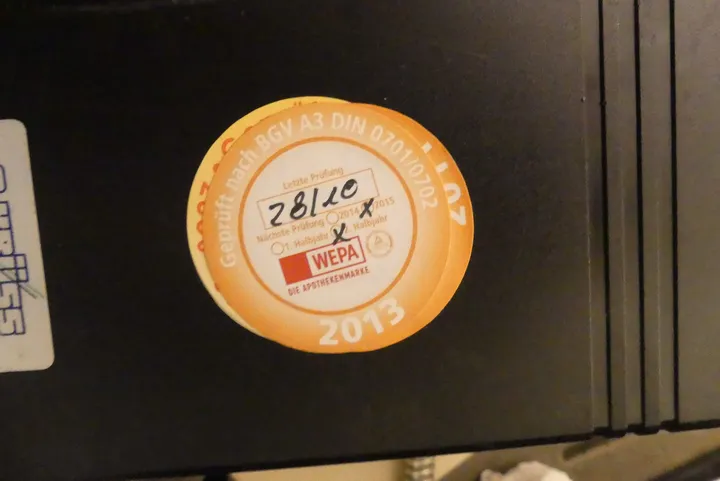 Geprüft nach BGV A3 DIN 0701/0702
Letzte Prüfung
28/10
Nächste Prüfung 2014 x 2015
1. Halbjahr x 2. Halbjahr
WEPA
DIE APOTHEKENMARKE
2013